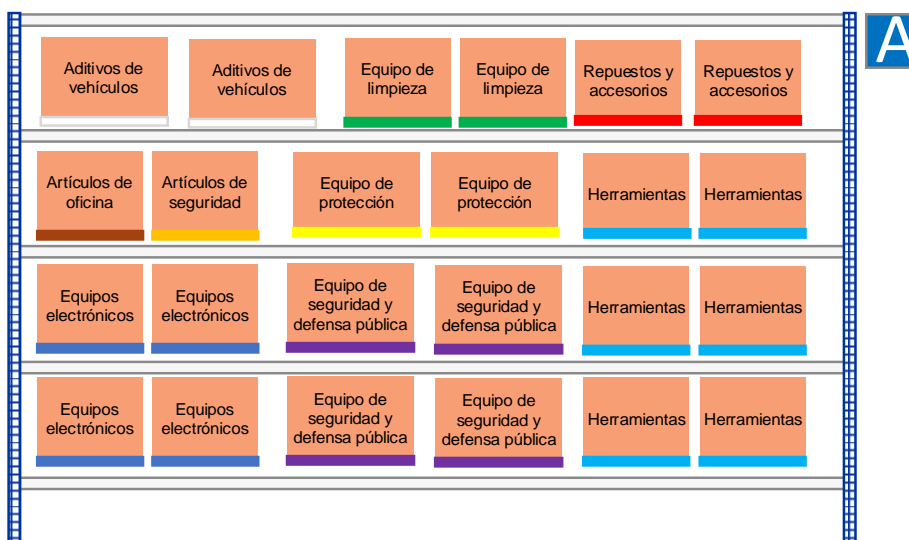 A
Aditivos de
vehículos
Aditivos de
vehículos
Equipo de
limpieza
Equipo de
limpieza
Repuestos y
accesorios
Repuestos y
accesorios
Artículos de
oficina
Artículos de
seguridad
Equipo de
protección
Equipo de
protección
Herramientas
Herramientas
Equipos
electrónicos
Equipos
electrónicos
Equipo de
seguridad y
defensa pública
Equipo de
seguridad y
defensa pública
Herramientas
Herramientas
Equipos
electrónicos
Equipos
electrónicos
Equipo de
seguridad y
defensa pública
Equipo de
seguridad y
defensa pública
Herramientas
Herramientas